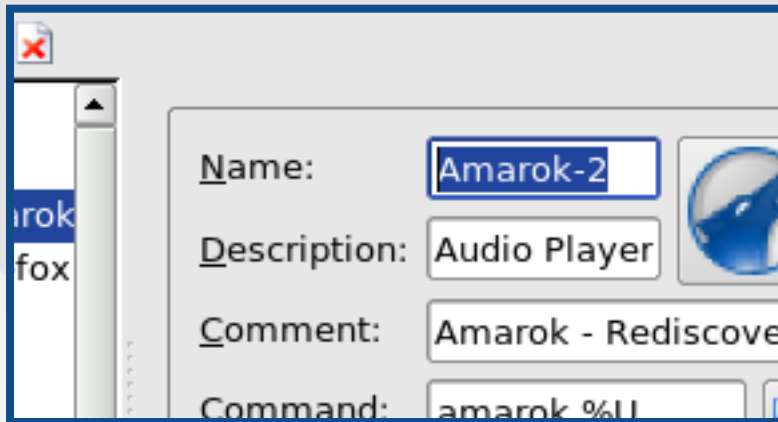 Name: Amarok-2
arok
Description: Audio Player
fox
Comment: Amarok - Rediscove
Command: amarok %U